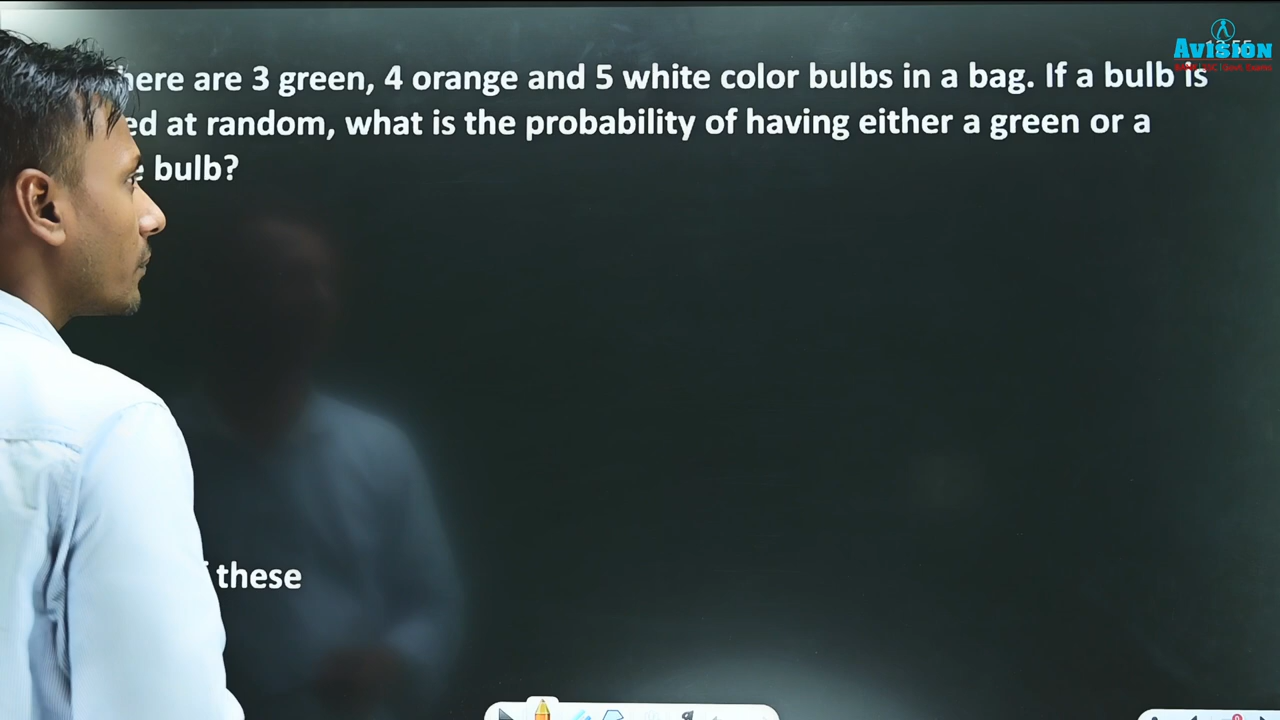 AVISION
here are 3 green, 4 orange and 5 white color bulbs in a bag. If a bulb is
ed at random, what is the probability of having either a green or a
bulb?
these